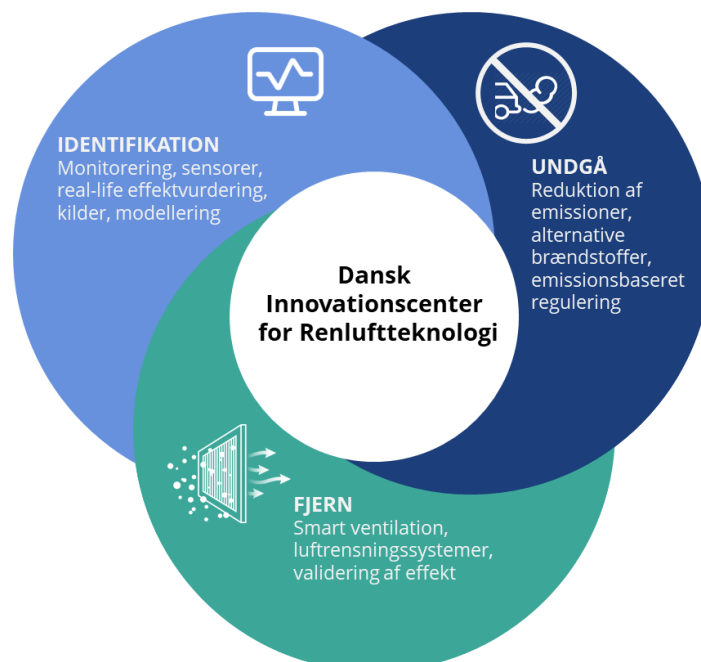 IDENTIFIKATION
Monitorering, sensorer,
real-life effektvurdering,
kilder, modellering
UNDGÅ
Reduktion af
emissioner,
alternative
brændstoffer,
emissionsbaseret
regulering
Dansk
Innovationscenter
for Renluftteknologi
FJERN
Smart ventilation,
luftrensningssystemer,
validering af effekt